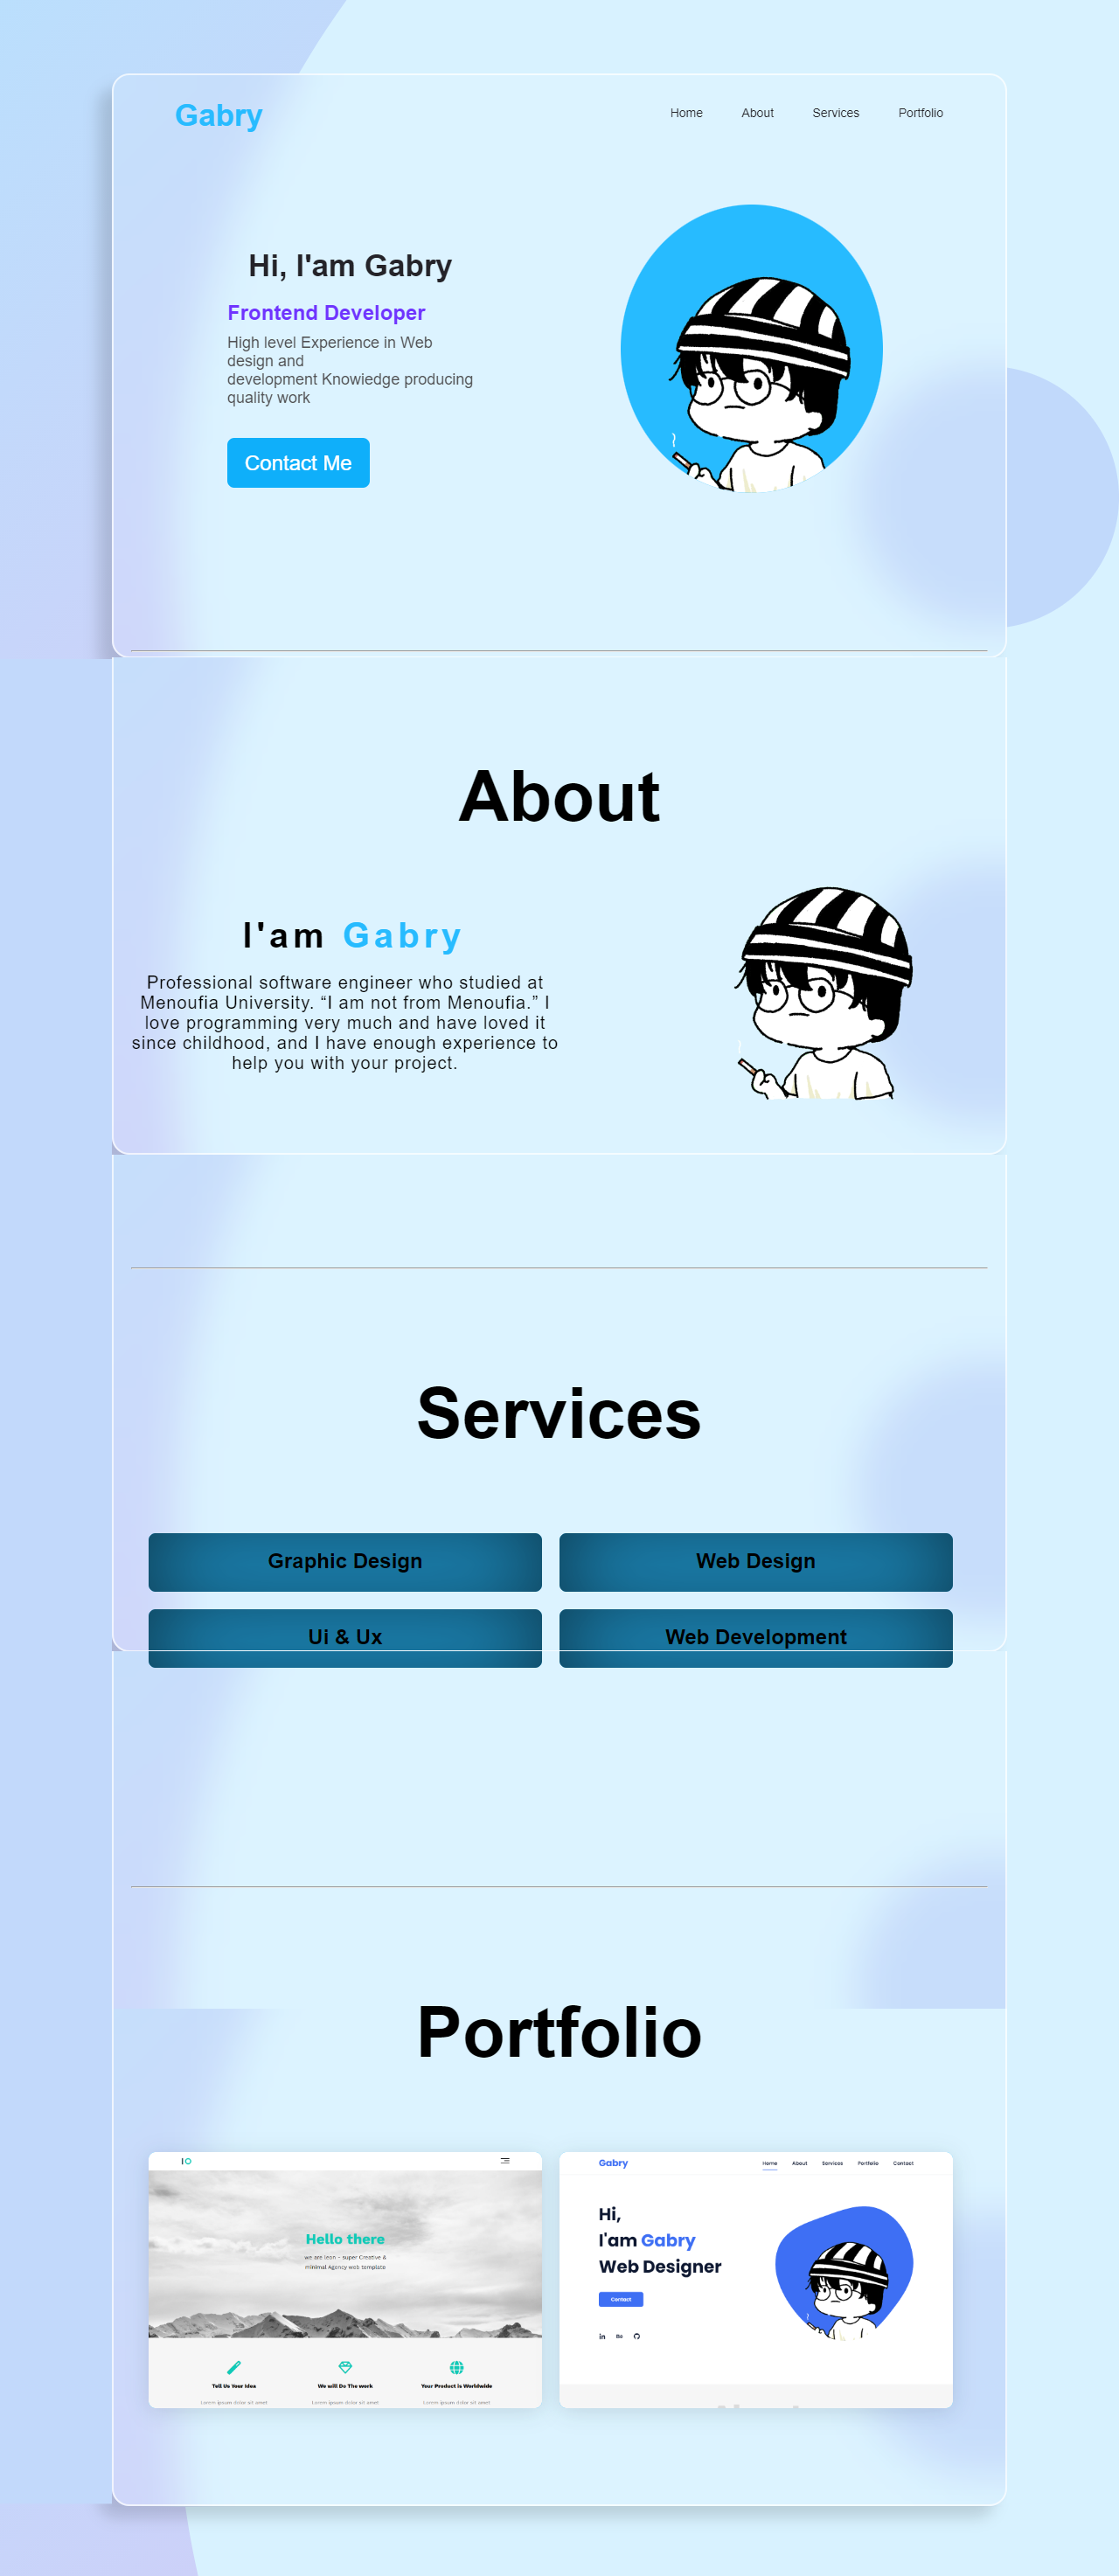 Gabry
Home About Services Portfolio
Hi, I'am Gabry
Frontend Developer
High level Experience in Web
design and
development Knowiedge producing
quality work
Contact Me
About
I'am Gabry
Professional software engineer who studied at
Menoufia University. “I am not from Menoufia.” I
love programming very much and have loved it
since childhood, and I have enough experience to
help you with your project.
Services
Graphic Design
Web Design
Ui & Ux
Web Development
Portfolio
Hello there
we are inon - super Creative &
minimal Agency web template
Tell Us Your Idea
We will Do The work
Your Product is Worldwide
Lorem ipsum dolor sit amet
Lorem ipsum dolor sit amet
Lorem ipsum dolor sit amet
Gabry
Home About Services Portfolio Contact
Hi,
I'am Gabry
Web Designer
Contact